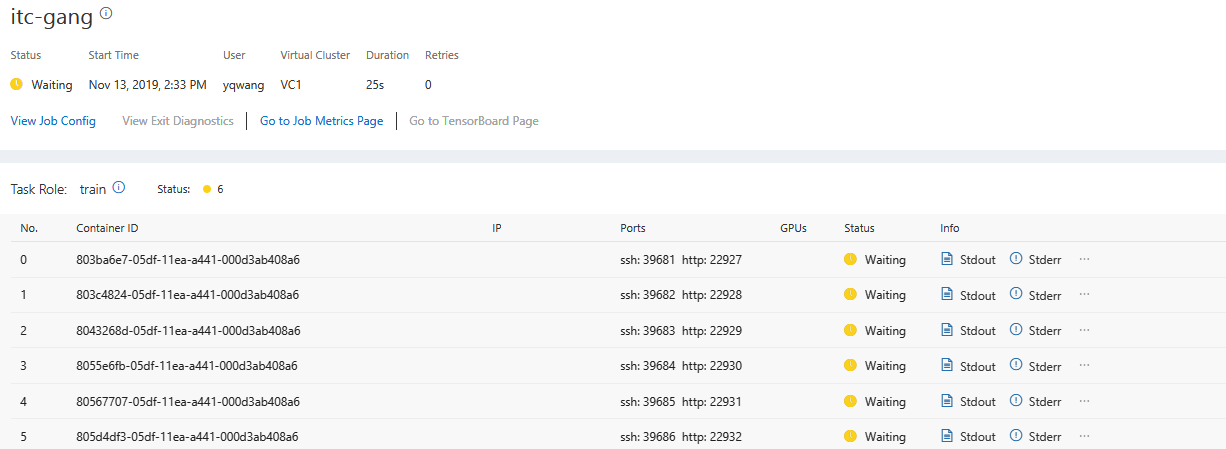 itc-gang
Status Start Time User Virtual Cluster Duration Retries
Waiting Nov 13, 2019, 2:33 PM yqwang VC1 25s 0
View Job Config View Exit Diagnostics Go to Job Metrics Page Go to TensorBoard Page
Task Role: train Status: 6
No. Container ID IP Ports GPUs Status Info
0 803ba6e7-05df-11ea-a441-000d3ab408a6 ssh: 39681 http: 22927 Waiting Stdout Stderr ...
1 803c4824-05df-11ea-a441-000d3ab408a6 ssh: 39682 http: 22928 Waiting Stdout Stderr ...
2 8043268d-05df-11ea-a441-000d3ab408a6 ssh: 39683 http: 22929 Waiting Stdout Stderr ...
3 8055e6fb-05df-11ea-a441-000d3ab408a6 ssh: 39684 http: 22930 Waiting Stdout Stderr ...
4 80567707-05df-11ea-a441-000d3ab408a6 ssh: 39685 http: 22931 Waiting Stdout Stderr ...
5 805d4df3-05df-11ea-a441-000d3ab408a6 ssh: 39686 http: 22932 Waiting Stdout Stderr ...